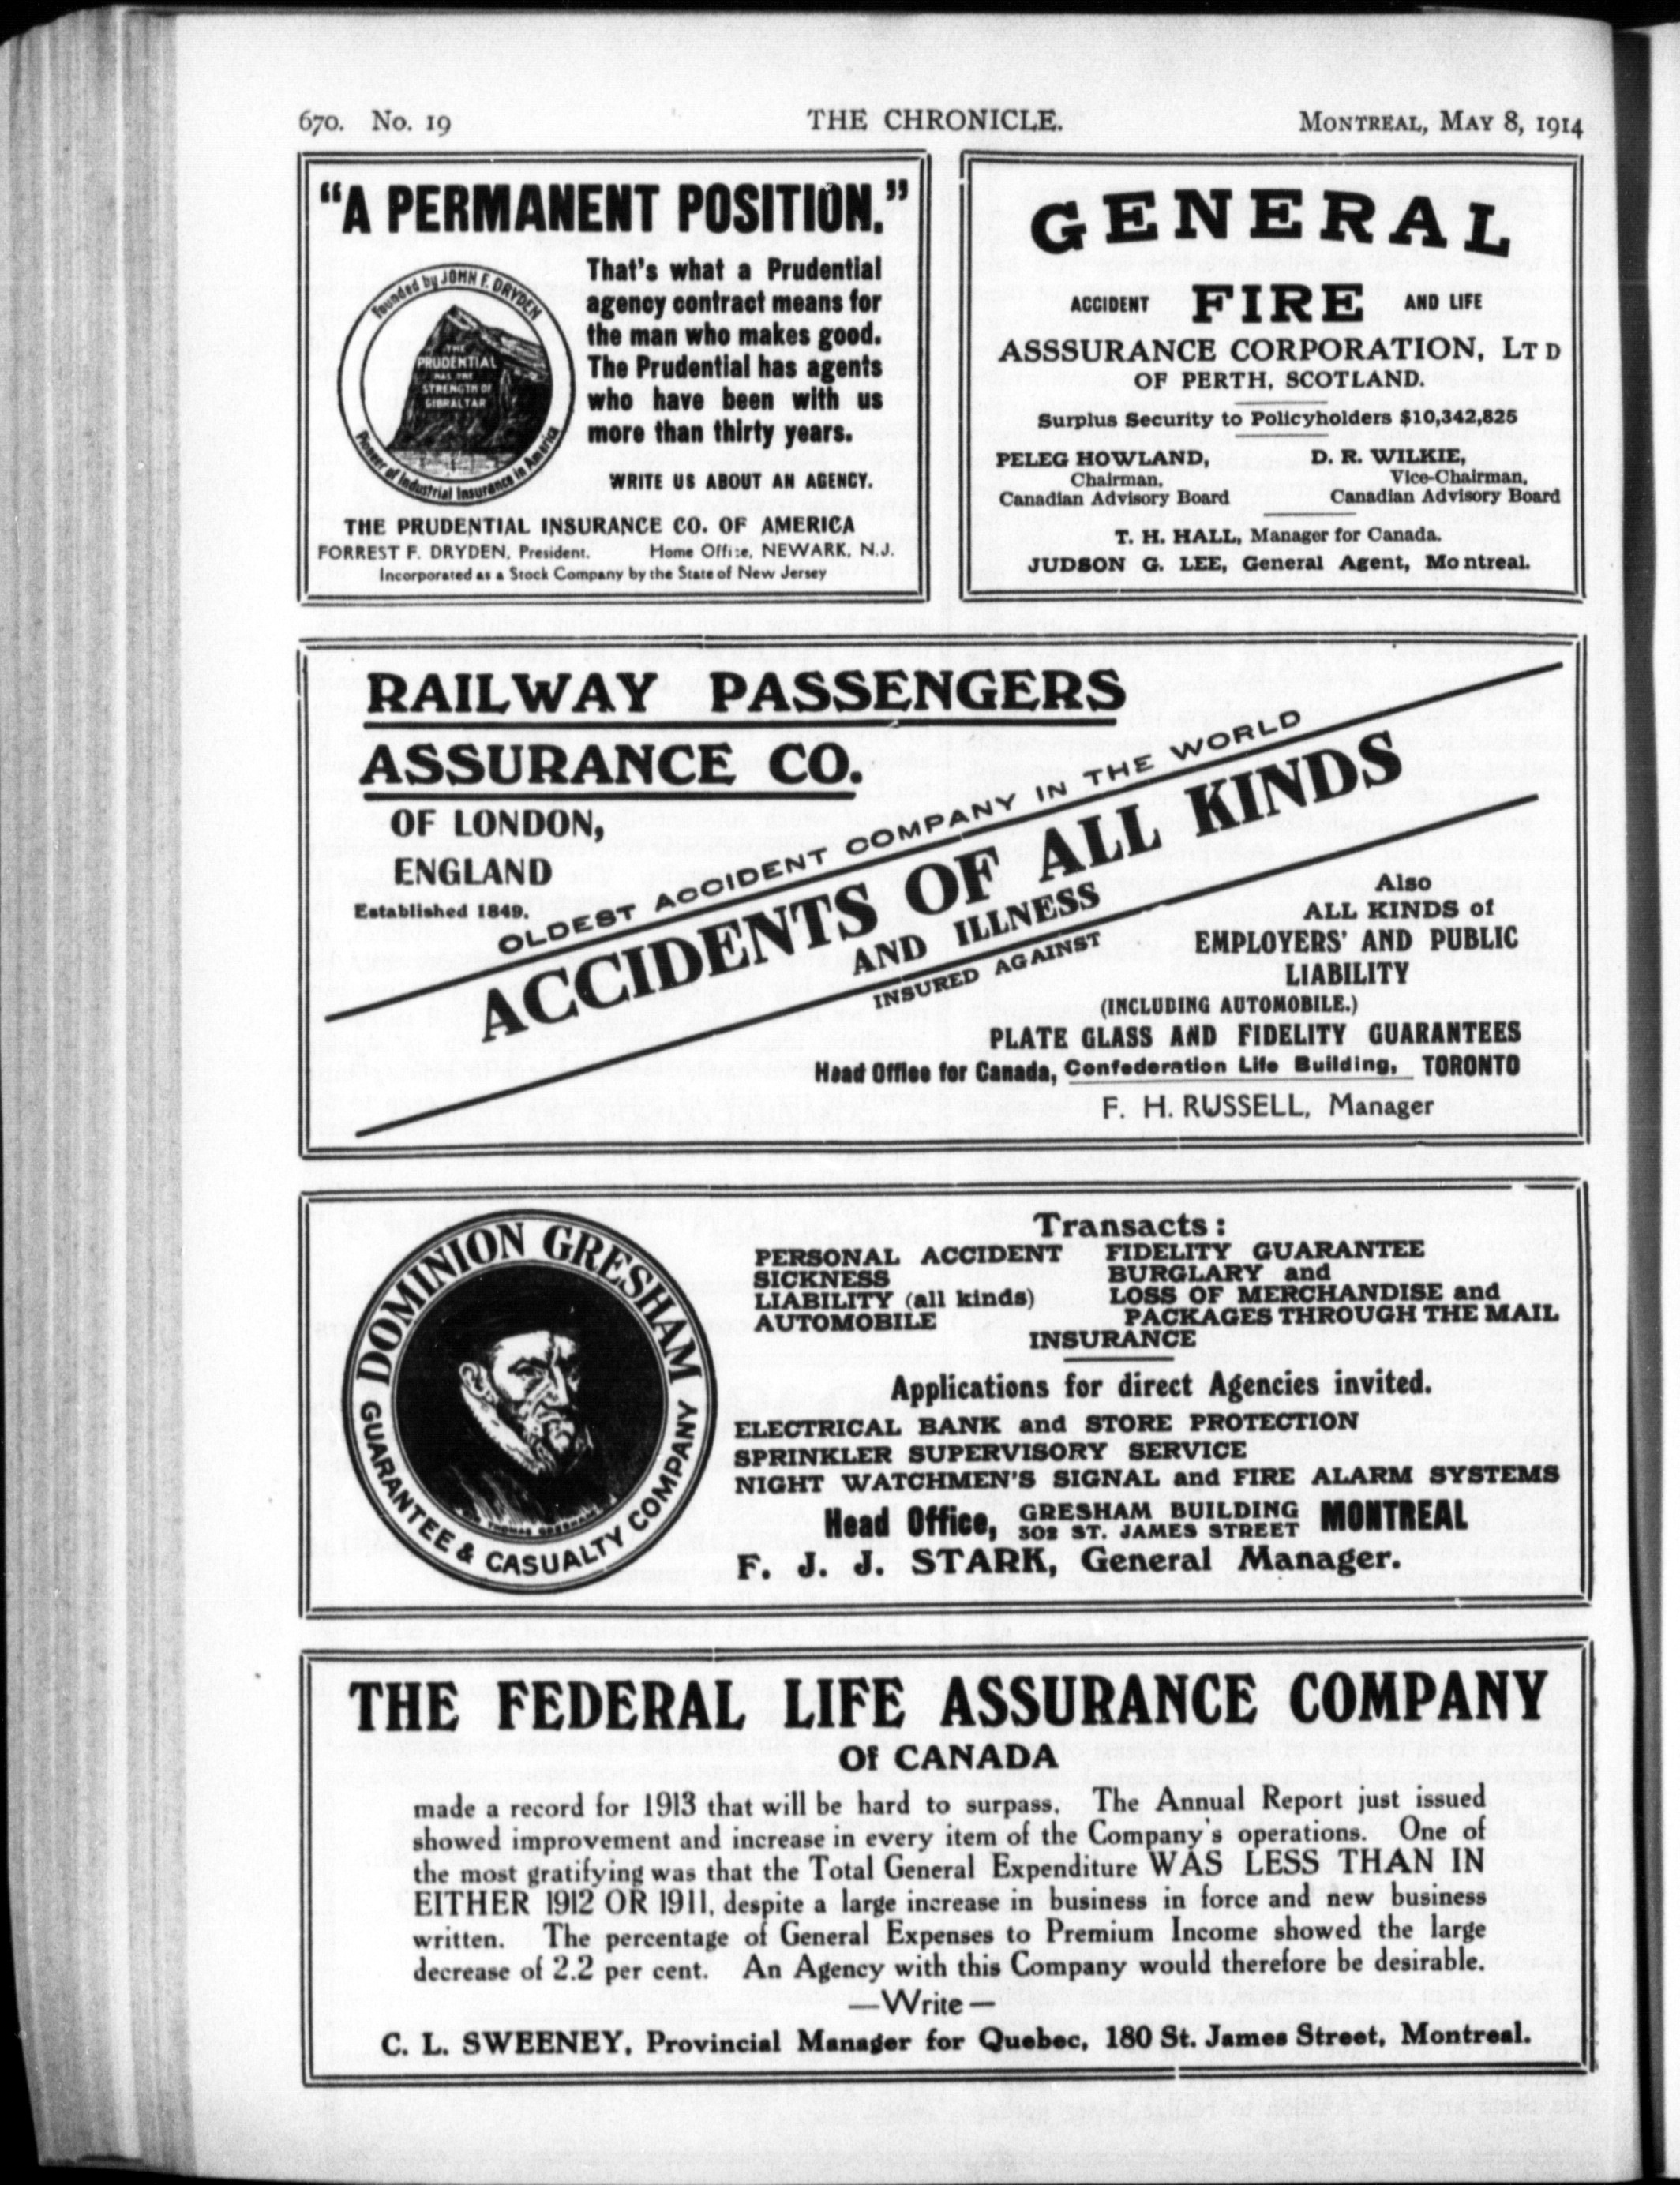 670. No. 19 THE CHRONICLE. MONTREAL, MAY 8, 1914
"A PERMANENT POSITION."
Founded by JOHN F. DRYDEN
THE
PRUDENTIAL
HAS THE
STRENGTH OF
GIBRALTAR
Pioneer of Industrial Insurance in America
That's what a Prudential
agency contract means for
the man who makes good.
The Prudential has agents
who have been with us
more than thirty years.
WRITE US ABOUT AN AGENCY.
THE PRUDENTIAL INSURANCE CO. OF AMERICA
FORREST F. DRYDEN, President. Home Office, NEWARK, N.J.
Incorporated as a Stock Company by the State of New Jersey
GENERAL
ACCIDENT FIRE AND LIFE
ASSSURANCE CORPORATION, LTD
OF PERTH, SCOTLAND.
Surplus Security to Policyholders $10,342,825
PELEG HOWLAND,
Chairman,
Canadian Advisory Board
D. R. WILKIE,
Vice-Chairman,
Canadian Advisory Board
T. H. HALL, Manager for Canada.
JUDSON G. LEE, General Agent, Montreal.
RAILWAY PASSENGERS
ASSURANCE CO.
OF LONDON,
ENGLAND
Established 1849.
OLDEST ACCIDENT COMPANY IN THE WORLD
ACCIDENTS OF ALL KINDS
AND ILLNESS
INSURED AGAINST
Also
ALL KINDS of
EMPLOYERS' AND PUBLIC
LIABILITY
(INCLUDING AUTOMOBILE.)
PLATE GLASS AND FIDELITY GUARANTEES
Head Office for Canada, Confederation Life Building, TORONTO
F. H. RUSSELL, Manager
DOMINION GRESHAM
GUARANTEE & CASUALTY COMPANY
SIR THOMAS GRESHAM
Transacts:
PERSONAL ACCIDENT
SICKNESS
LIABILITY (all kinds)
AUTOMOBILE
FIDELITY GUARANTEE
BURGLARY and
LOSS OF MERCHANDISE and
PACKAGES THROUGH THE MAIL
INSURANCE
Applications for direct Agencies invited.
ELECTRICAL BANK and STORE PROTECTION
SPRINKLER SUPERVISORY SERVICE
NIGHT WATCHMEN'S SIGNAL and FIRE ALARM SYSTEMS
Head Office, GRESHAM BUILDING MONTREAL
302 ST. JAMES STREET
F. J. J. STARK, General Manager.
THE FEDERAL LIFE ASSURANCE COMPANY
Of CANADA
made a record for 1913 that will be hard to surpass. The Annual Report just issued
showed improvement and increase in every item of the Company's operations. One of
the most gratifying was that the Total General Expenditure WAS LESS THAN IN
EITHER 1912 OR 1911, despite a large increase in business in force and new business
written. The percentage of General Expenses to Premium Income showed the large
decrease of 2.2 per cent. An Agency with this Company would therefore be desirable.
—Write—
C. L. SWEENEY, Provincial Manager for Quebec, 180 St. James Street, Montreal.